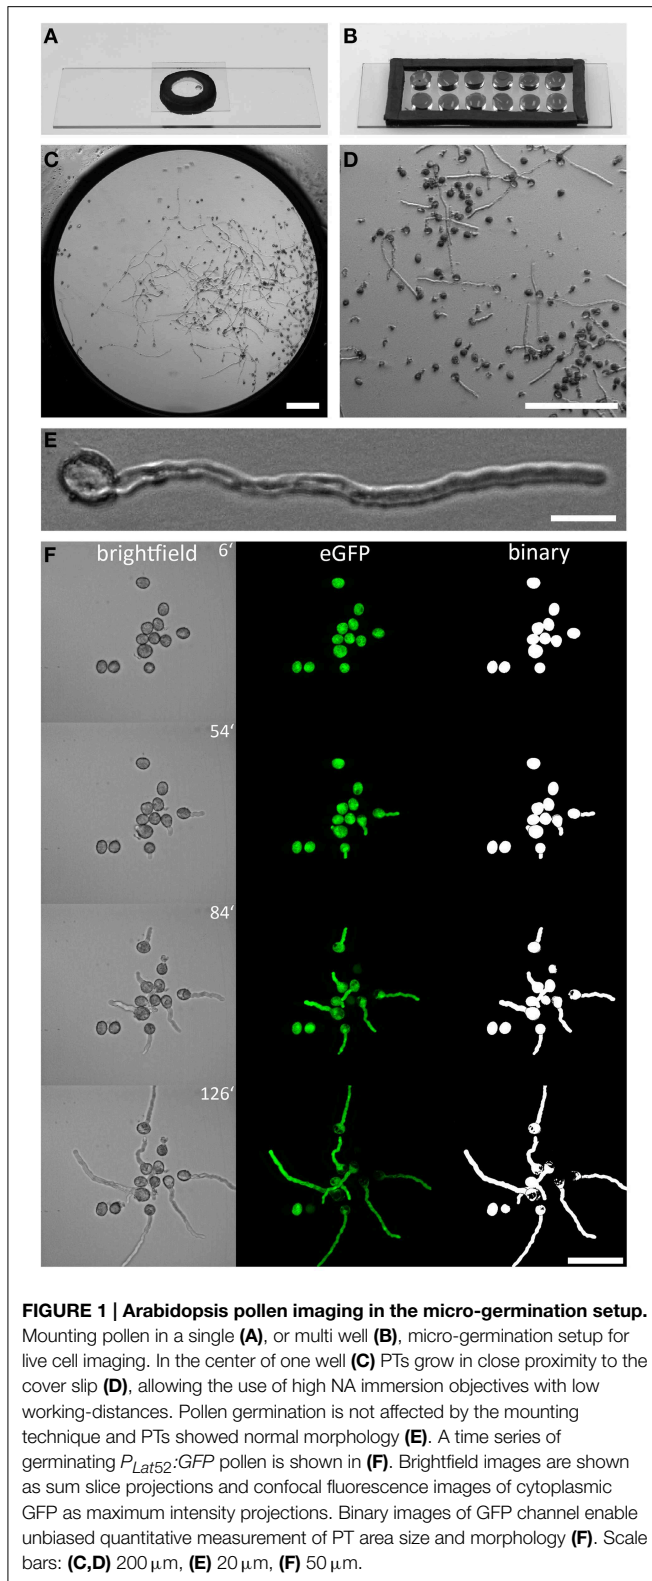 A
B
C
D
E
F
brightfield 6‘ eGFP binary
54‘
84‘
126‘
FIGURE 1 | Arabidopsis pollen imaging in the micro-germination setup.
Mounting pollen in a single (A), or multi well (B), micro-germination setup for
live cell imaging. In the center of one well (C) PTs grow in close proximity to the
cover slip (D), allowing the use of high NA immersion objectives with low
working-distances. Pollen germination is not affected by the mounting
technique and PTs showed normal morphology (E). A time series of
germinating PLat52:GFP pollen is shown in (F). Brightfield images are shown
as sum slice projections and confocal fluorescence images of cytoplasmic
GFP as maximum intensity projections. Binary images of GFP channel enable
unbiased quantitative measurement of PT area size and morphology (F). Scale
bars: (C,D) 200 μm, (E) 20 μm, (F) 50 μm.